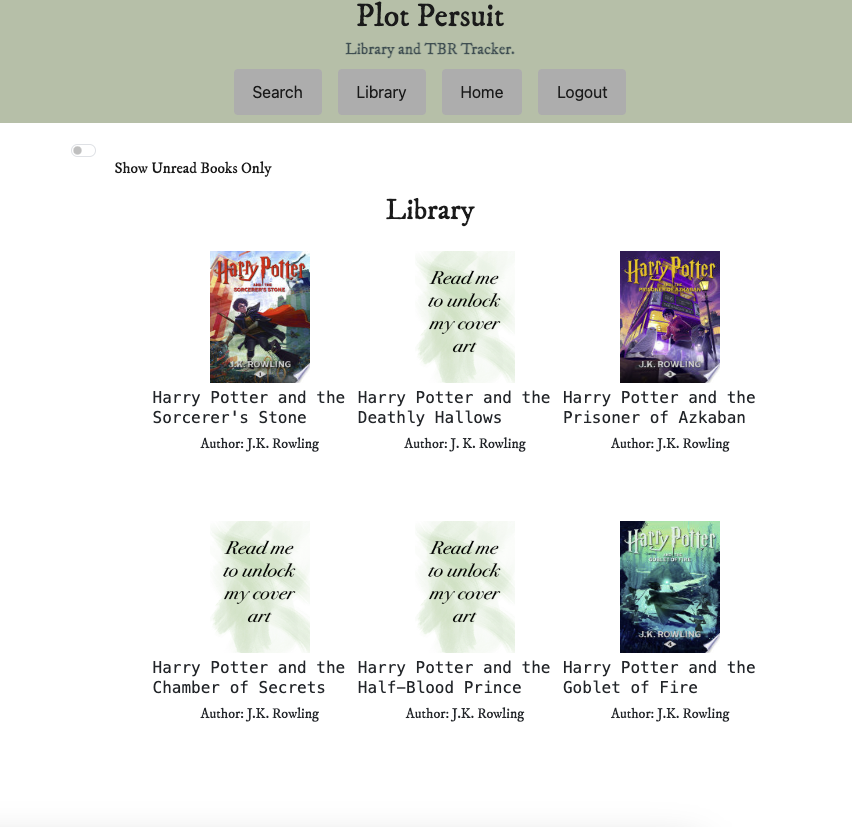 Plot Persuit
Library and TBR Tracker.
Search
Library
Home
Logout
Show Unread Books Only
Library
Harry Potter
AND THE
SORCERER'S STONE
J.K. ROWLING
1
Harry Potter and the
Sorcerer's Stone
Author: J.K. Rowling
Read me
to unlock
my cover
art
Harry Potter and the
Deathly Hallows
Author: J. K. Rowling
Harry Potter
AND THE
PRISONER OF AZKABAN
J.K. ROWLING
3
Harry Potter and the
Prisoner of Azkaban
Author: J.K. Rowling
Read me
to unlock
my cover
art
Harry Potter and the
Chamber of Secrets
Author: J.K. Rowling
Read me
to unlock
my cover
art
Harry Potter and the
Half-Blood Prince
Author: J.K. Rowling
Harry Potter
GOBLET OF FIRE
J.K. ROWLING
4
Harry Potter and the
Goblet of Fire
Author: J.K. Rowling